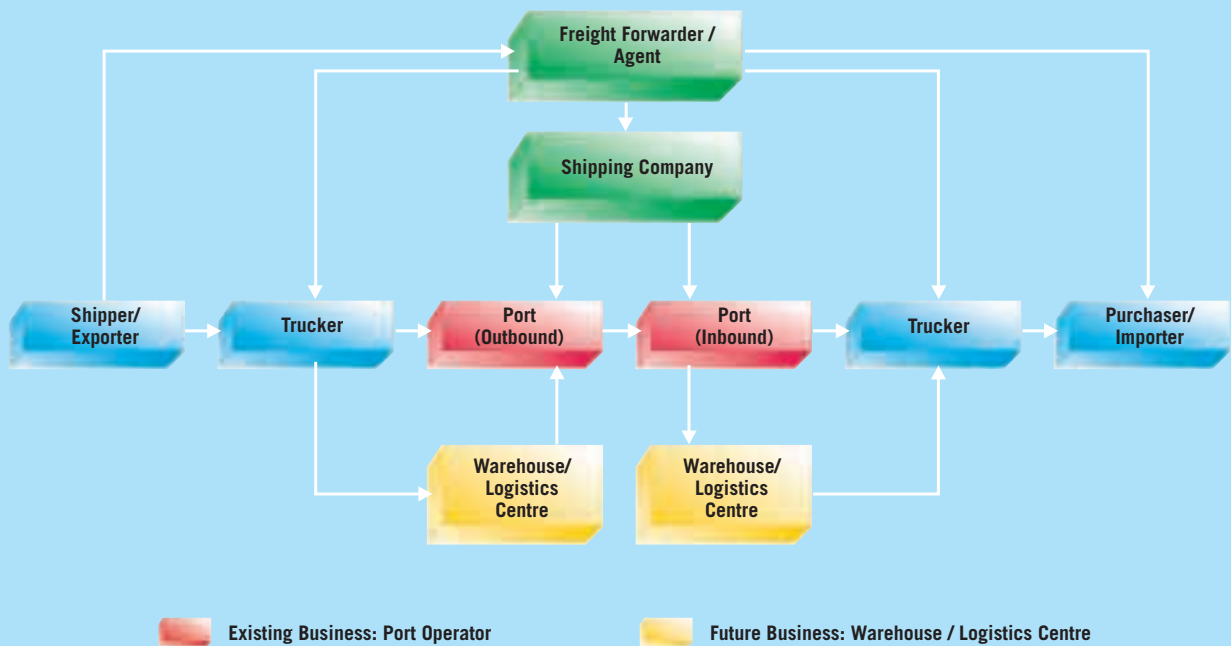 Freight Forwarder /
Agent
Shipping Company
Shipper/
Exporter
Trucker
Port
(Outbound)
Port
(Inbound)
Trucker
Purchaser/
Importer
Warehouse/
Logistics
Centre
Warehouse/
Logistics
Centre
Existing Business: Port Operator
Future Business: Warehouse / Logistics Centre